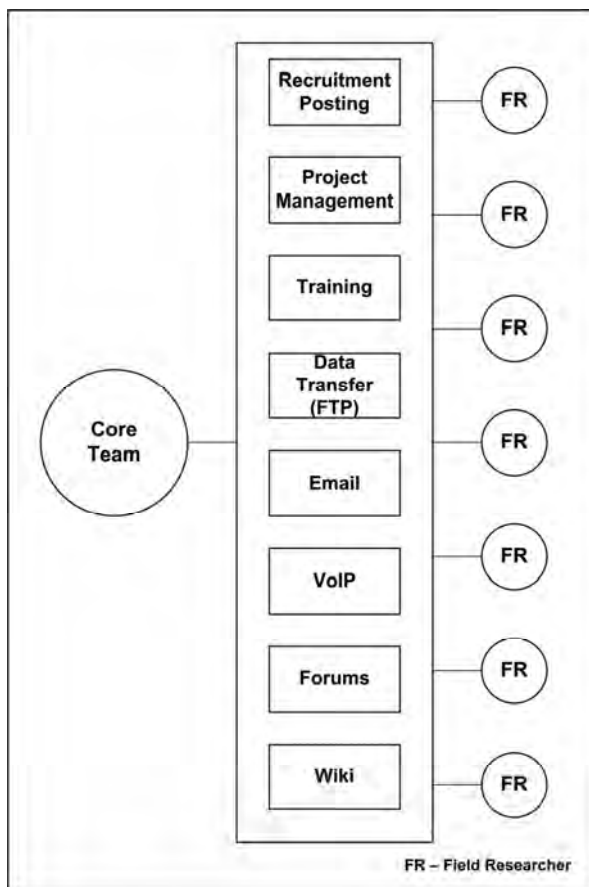 Recruitment
Posting
FR
Project
Management
FR
Training
FR
Data
Transfer
(FTP)
Core
Team
FR
Email
FR
VoIP
Forums
FR
Wiki
FR
FR – Field Researcher